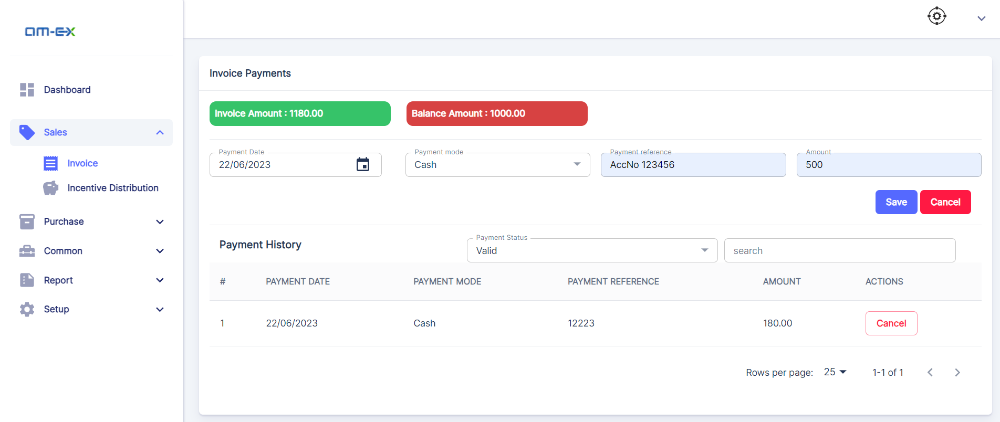 am-ex
Dashboard
Sales
Invoice
Incentive Distribution
Purchase
Common
Report
Setup
Invoice Payments
Invoice Amount : 1180.00
Balance Amount : 1000.00
Payment Date
22/06/2023
Payment mode
Cash
Payment reference
AccNo 123456
Amount
500
Save
Cancel
Payment History
Payment Status
Valid
search
# PAYMENT DATE PAYMENT MODE PAYMENT REFERENCE AMOUNT ACTIONS
1 22/06/2023 Cash 12223 180.00 Cancel
Rows per page: 25 1-1 of 1